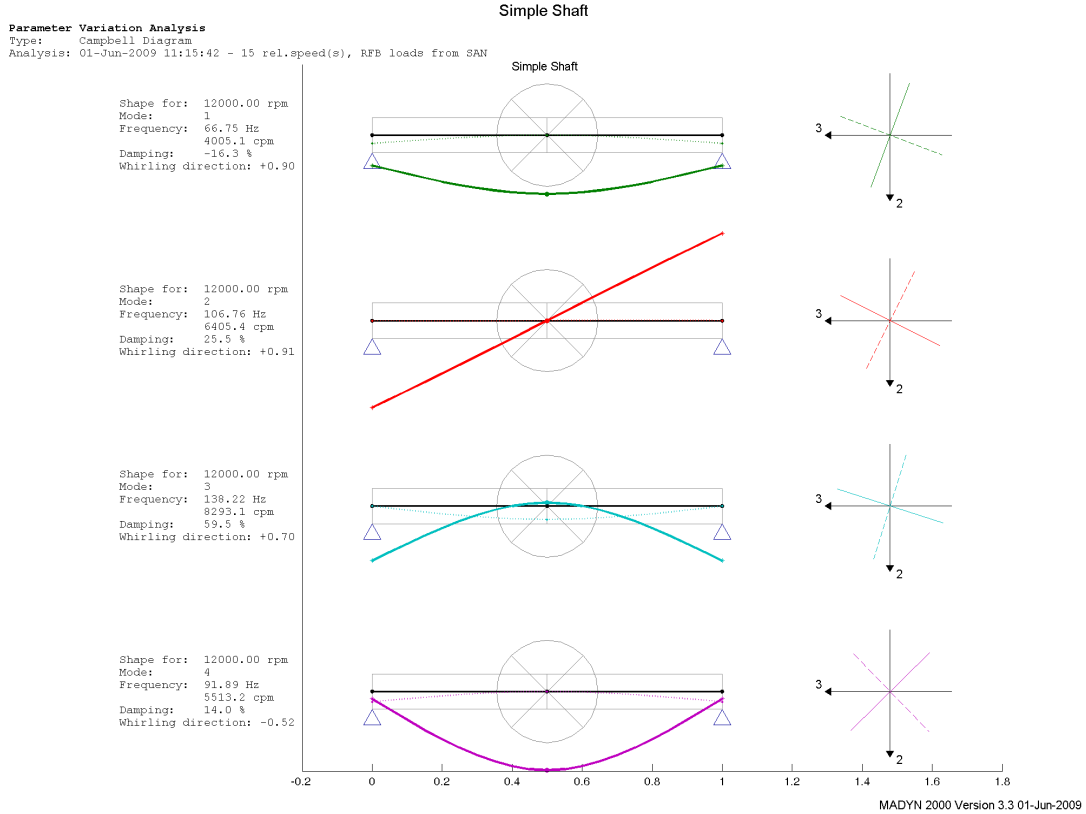 Simple Shaft
Parameter Variation Analysis
Type: Campbell Diagram
Analysis: 01-Jun-2009 11:15:42 - 15 rel.speed(s), RFB loads from SAN
Simple Shaft
Shape for: 12000.00 rpm
Mode: 1
Frequency: 66.75 Hz
4005.1 cpm
Damping: -16.3 %
Whirling direction: +0.90
3
2
Shape for: 12000.00 rpm
Mode: 2
Frequency: 106.76 Hz
6405.4 cpm
Damping: 25.5 %
Whirling direction: +0.91
3
2
Shape for: 12000.00 rpm
Mode: 3
Frequency: 138.22 Hz
8293.1 cpm
Damping: 59.5 %
Whirling direction: +0.70
3
2
Shape for: 12000.00 rpm
Mode: 4
Frequency: 91.89 Hz
5513.2 cpm
Damping: 14.0 %
Whirling direction: -0.52
3
2
-0.2 0 0.2 0.4 0.6 0.8 1 1.2 1.4 1.6 1.8
MADYN 2000 Version 3.3 01-Jun-2009